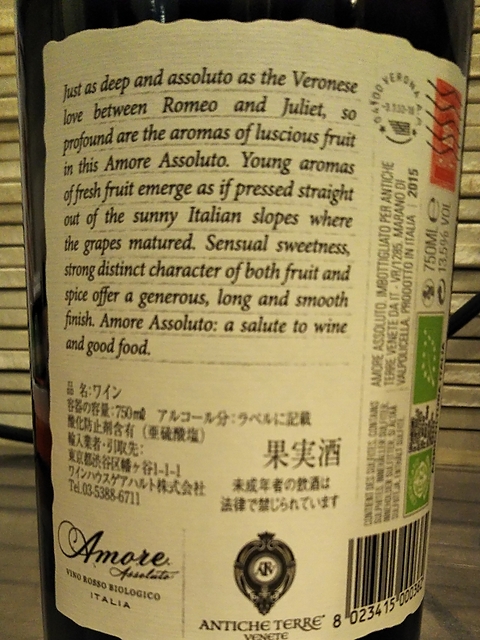 Just as deep and assoluto as the Veronese
love between Romeo and Juliet, so
profound are the aromas of luscious fruit
in this Amore Assoluto. Young aromas
of fresh fruit emerge as if pressed straight
out of the sunny Italian slopes where
the grapes matured. Sensual sweetness,
strong distinct character of both fruit and
spice offer a generous, long and smooth
finish. Amore Assoluto: a salute to wine
and good food.
品 名:ワイン
容器の容量:750㎖ アルコール分:ラベルに記載
酸化防止剤含有(亜硫酸塩)
輸入業者・引取先:
東京都渋谷区幡ヶ谷1-1-1
ワインハウスゲアハルト株式会社
Tel.03-5388-6711
果実酒
未成年者の飲酒は
法律で禁じられています
Amore
Assoluto
VINO ROSSO BIOLOGICO
ITALIA
AV
ANTICHE TERRE
VENETE
VERONA
AMORE ASSOLUTO, IMBOTTIGLIATO PER ANTICHE
TERRE VENETE DA IT - VR/1285, MARANO DI
VALPOLICELLA, PRODOTTO IN ITALIA 2015
750ML e
13.5% VOL
CONTIENT DES SULFITES, CONTAINS
8 023415 000